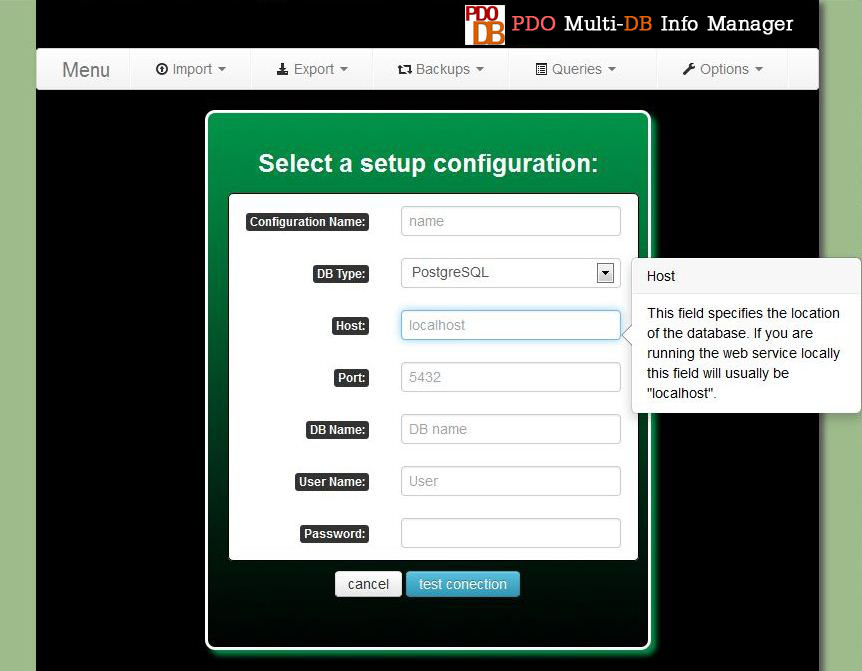 PDO
DB
PDO Multi-DB Info Manager
Menu Import Export Backups Queries Options
Select a setup configuration:
Configuration Name: name
DB Type: PostgreSQL
Host: localhost
Port: 5432
DB Name: DB name
User Name: User
Password:
cancel test conection
Host
This field specifies the location
of the database. If you are
running the web service locally
this field will usually be
"localhost".